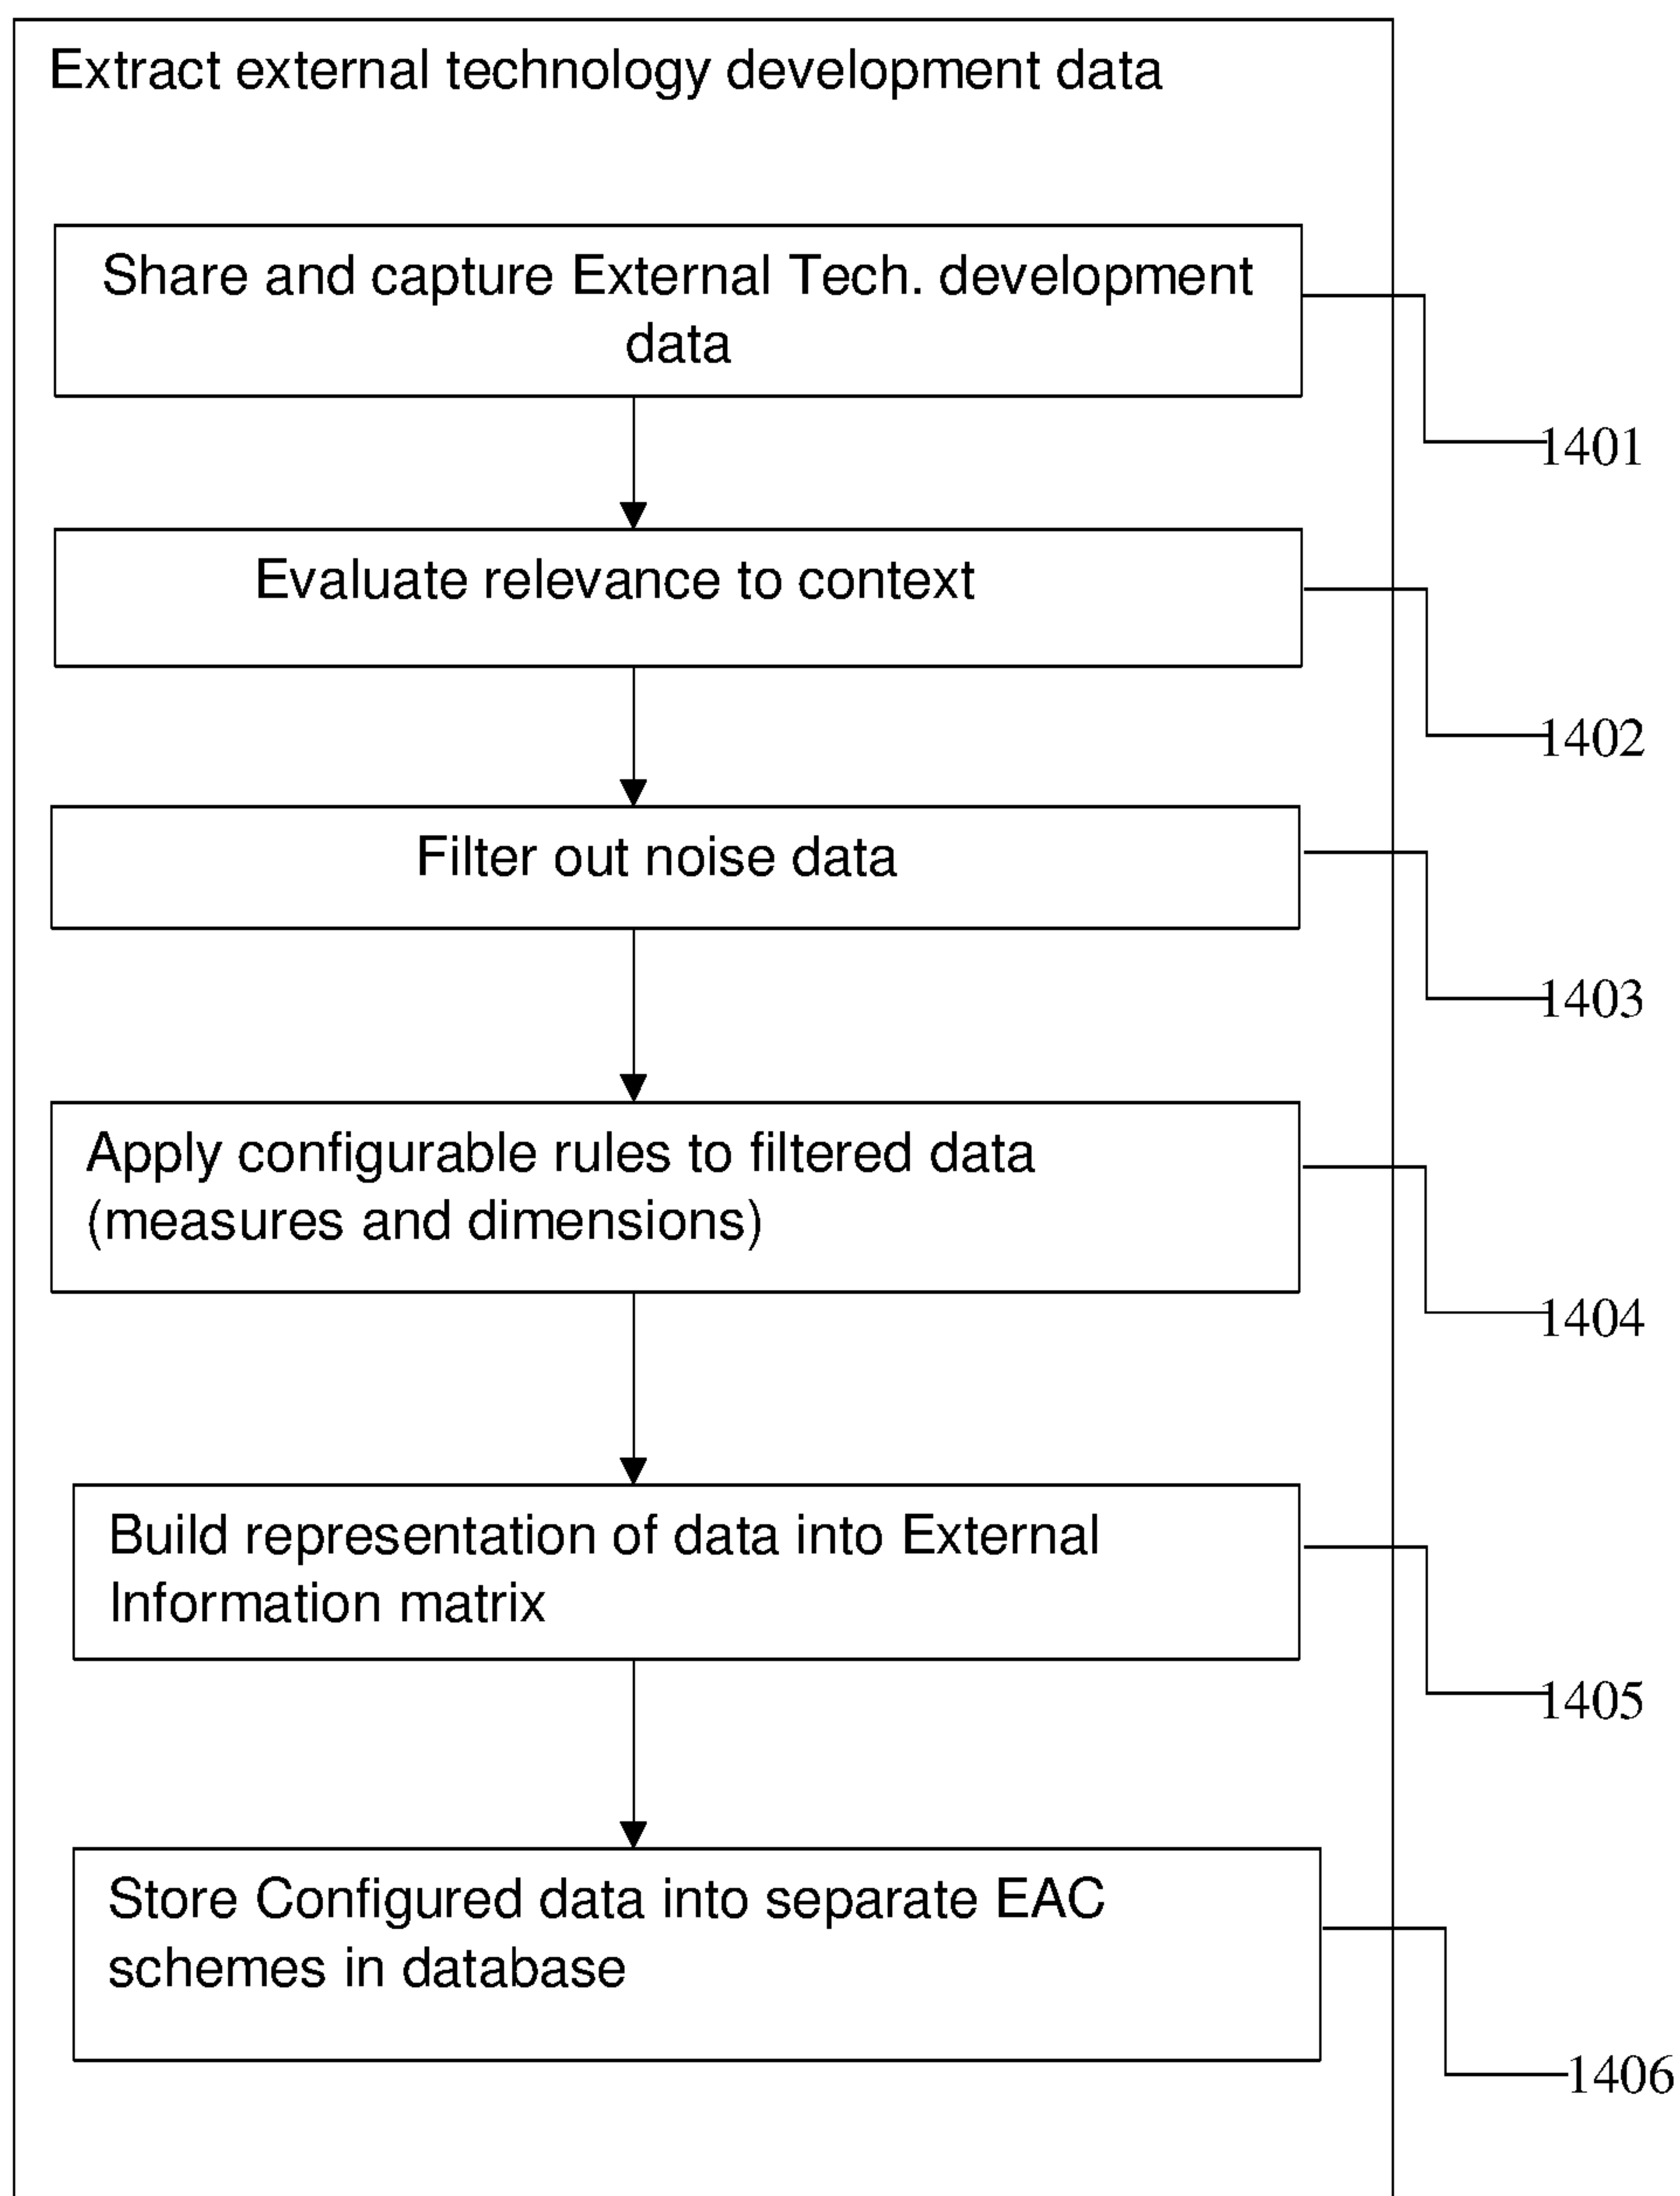 Extract external technology development data
Share and capture External Tech. development
data
1401
Evaluate relevance to context
1402
Filter out noise data
1403
Apply configurable rules to filtered data
(measures and dimensions)
1404
Build representation of data into External
Information matrix
1405
Store Configured data into separate EAC
schemes in database
1406